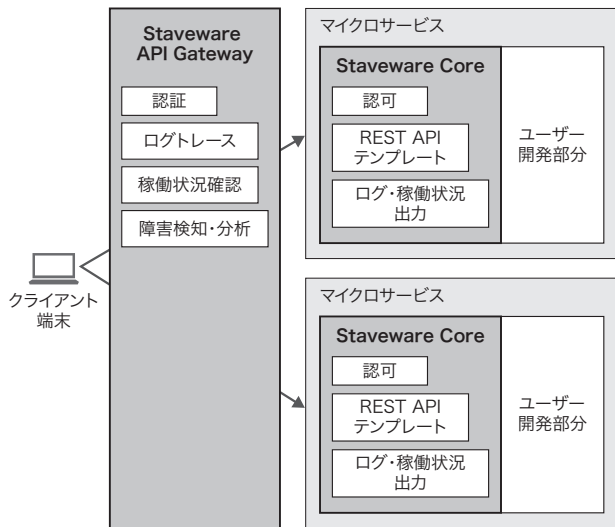 Staveware
API Gateway
認証
ログトレース
稼働状況確認
障害検知・分析
クライアント
端末
マイクロサービス
Staveware Core
認可
REST API
テンプレート
ログ・稼働状況
出力
ユーザー
開発部分
マイクロサービス
Staveware Core
認可
REST API
テンプレート
ログ・稼働状況
出力
ユーザー
開発部分